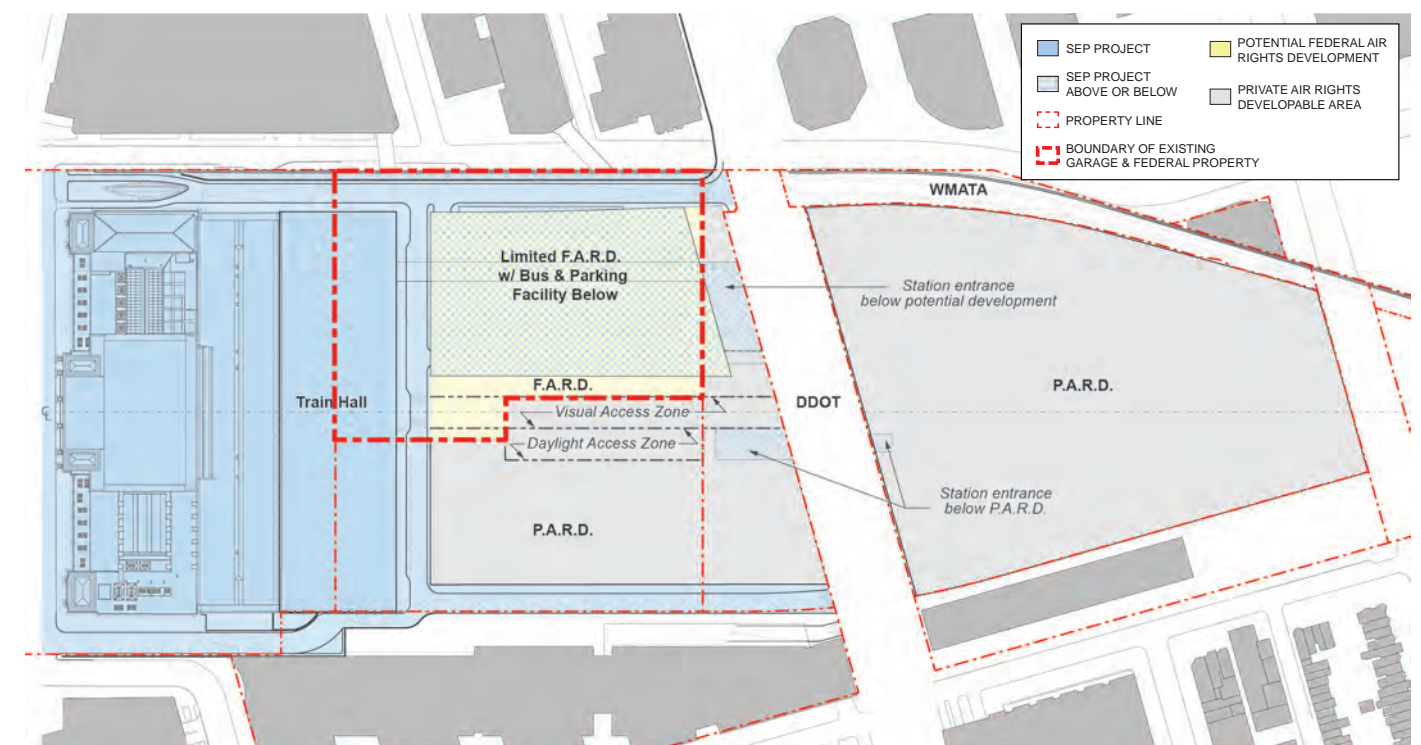 SEP PROJECT
SEP PROJECT
ABOVE OR BELOW
PROPERTY LINE
BOUNDARY OF EXISTING
GARAGE & FEDERAL PROPERTY
POTENTIAL FEDERAL AIR
RIGHTS DEVELOPMENT
PRIVATE AIR RIGHTS
DEVELOPABLE AREA
WMATA
Limited F.A.R.D.
w/ Bus & Parking
Facility Below
Station entrance
below potential development
F.A.R.D.
Train Hall
Visual Access Zone
DDOT
P.A.R.D.
CL
Daylight Access Zone
Station entrance
below P.A.R.D.
P.A.R.D.